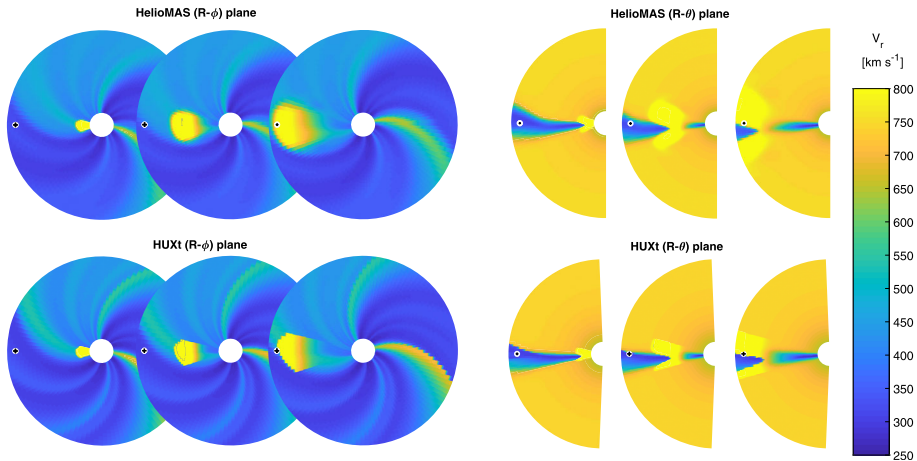 HelioMAS (R-ϕ) plane
HelioMAS (R-θ) plane
V_r
[km s⁻¹]
800
750
700
650
600
550
500
450
400
350
300
250
HUXt (R-ϕ) plane
HUXt (R-θ) plane